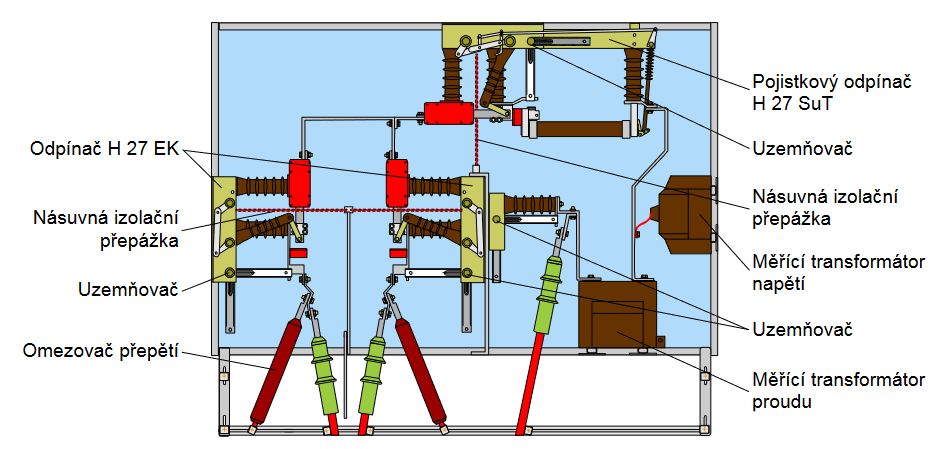 Odpínač H 27 EK
Násuvná izolační
přepážka
Uzemňovač
Omezovač přepětí
Pojistkový odpínač
H 27 SuT
Uzemňovač
Násuvná izolační
přepážka
Měřící transformátor
napětí
Uzemňovač
Měřící transformátor
proudu